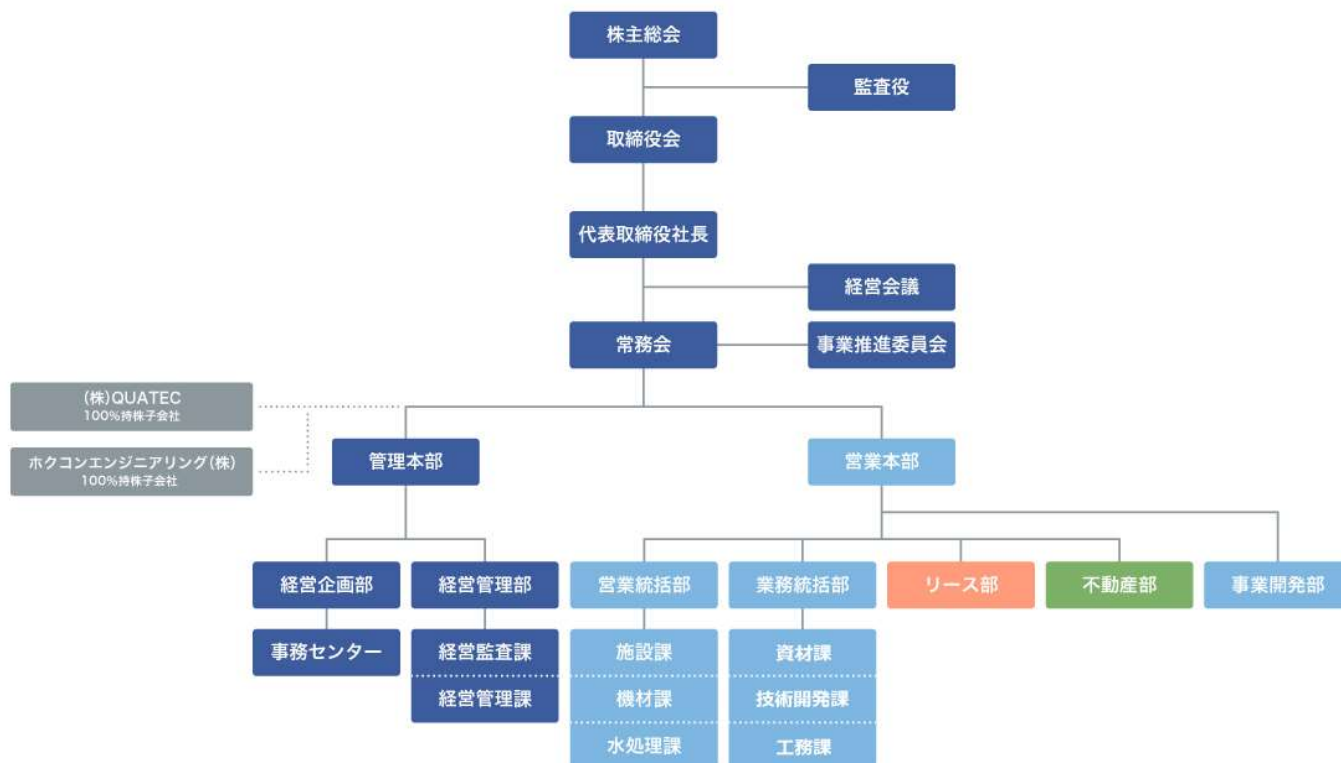 株主総会
監査役
取締役会
代表取締役社長
経営会議
常務会
事業推進委員会
(株)QUATEC
100%持株子会社
ホクコンエンジニアリング(株)
100%持株子会社
管理本部
営業本部
経営企画部
経営管理部
営業統括部
業務統括部
リース部
不動産部
事業開発部
事務センター
経営監査課
経営管理課
施設課
機材課
水処理課
資材課
技術開発課
工務課